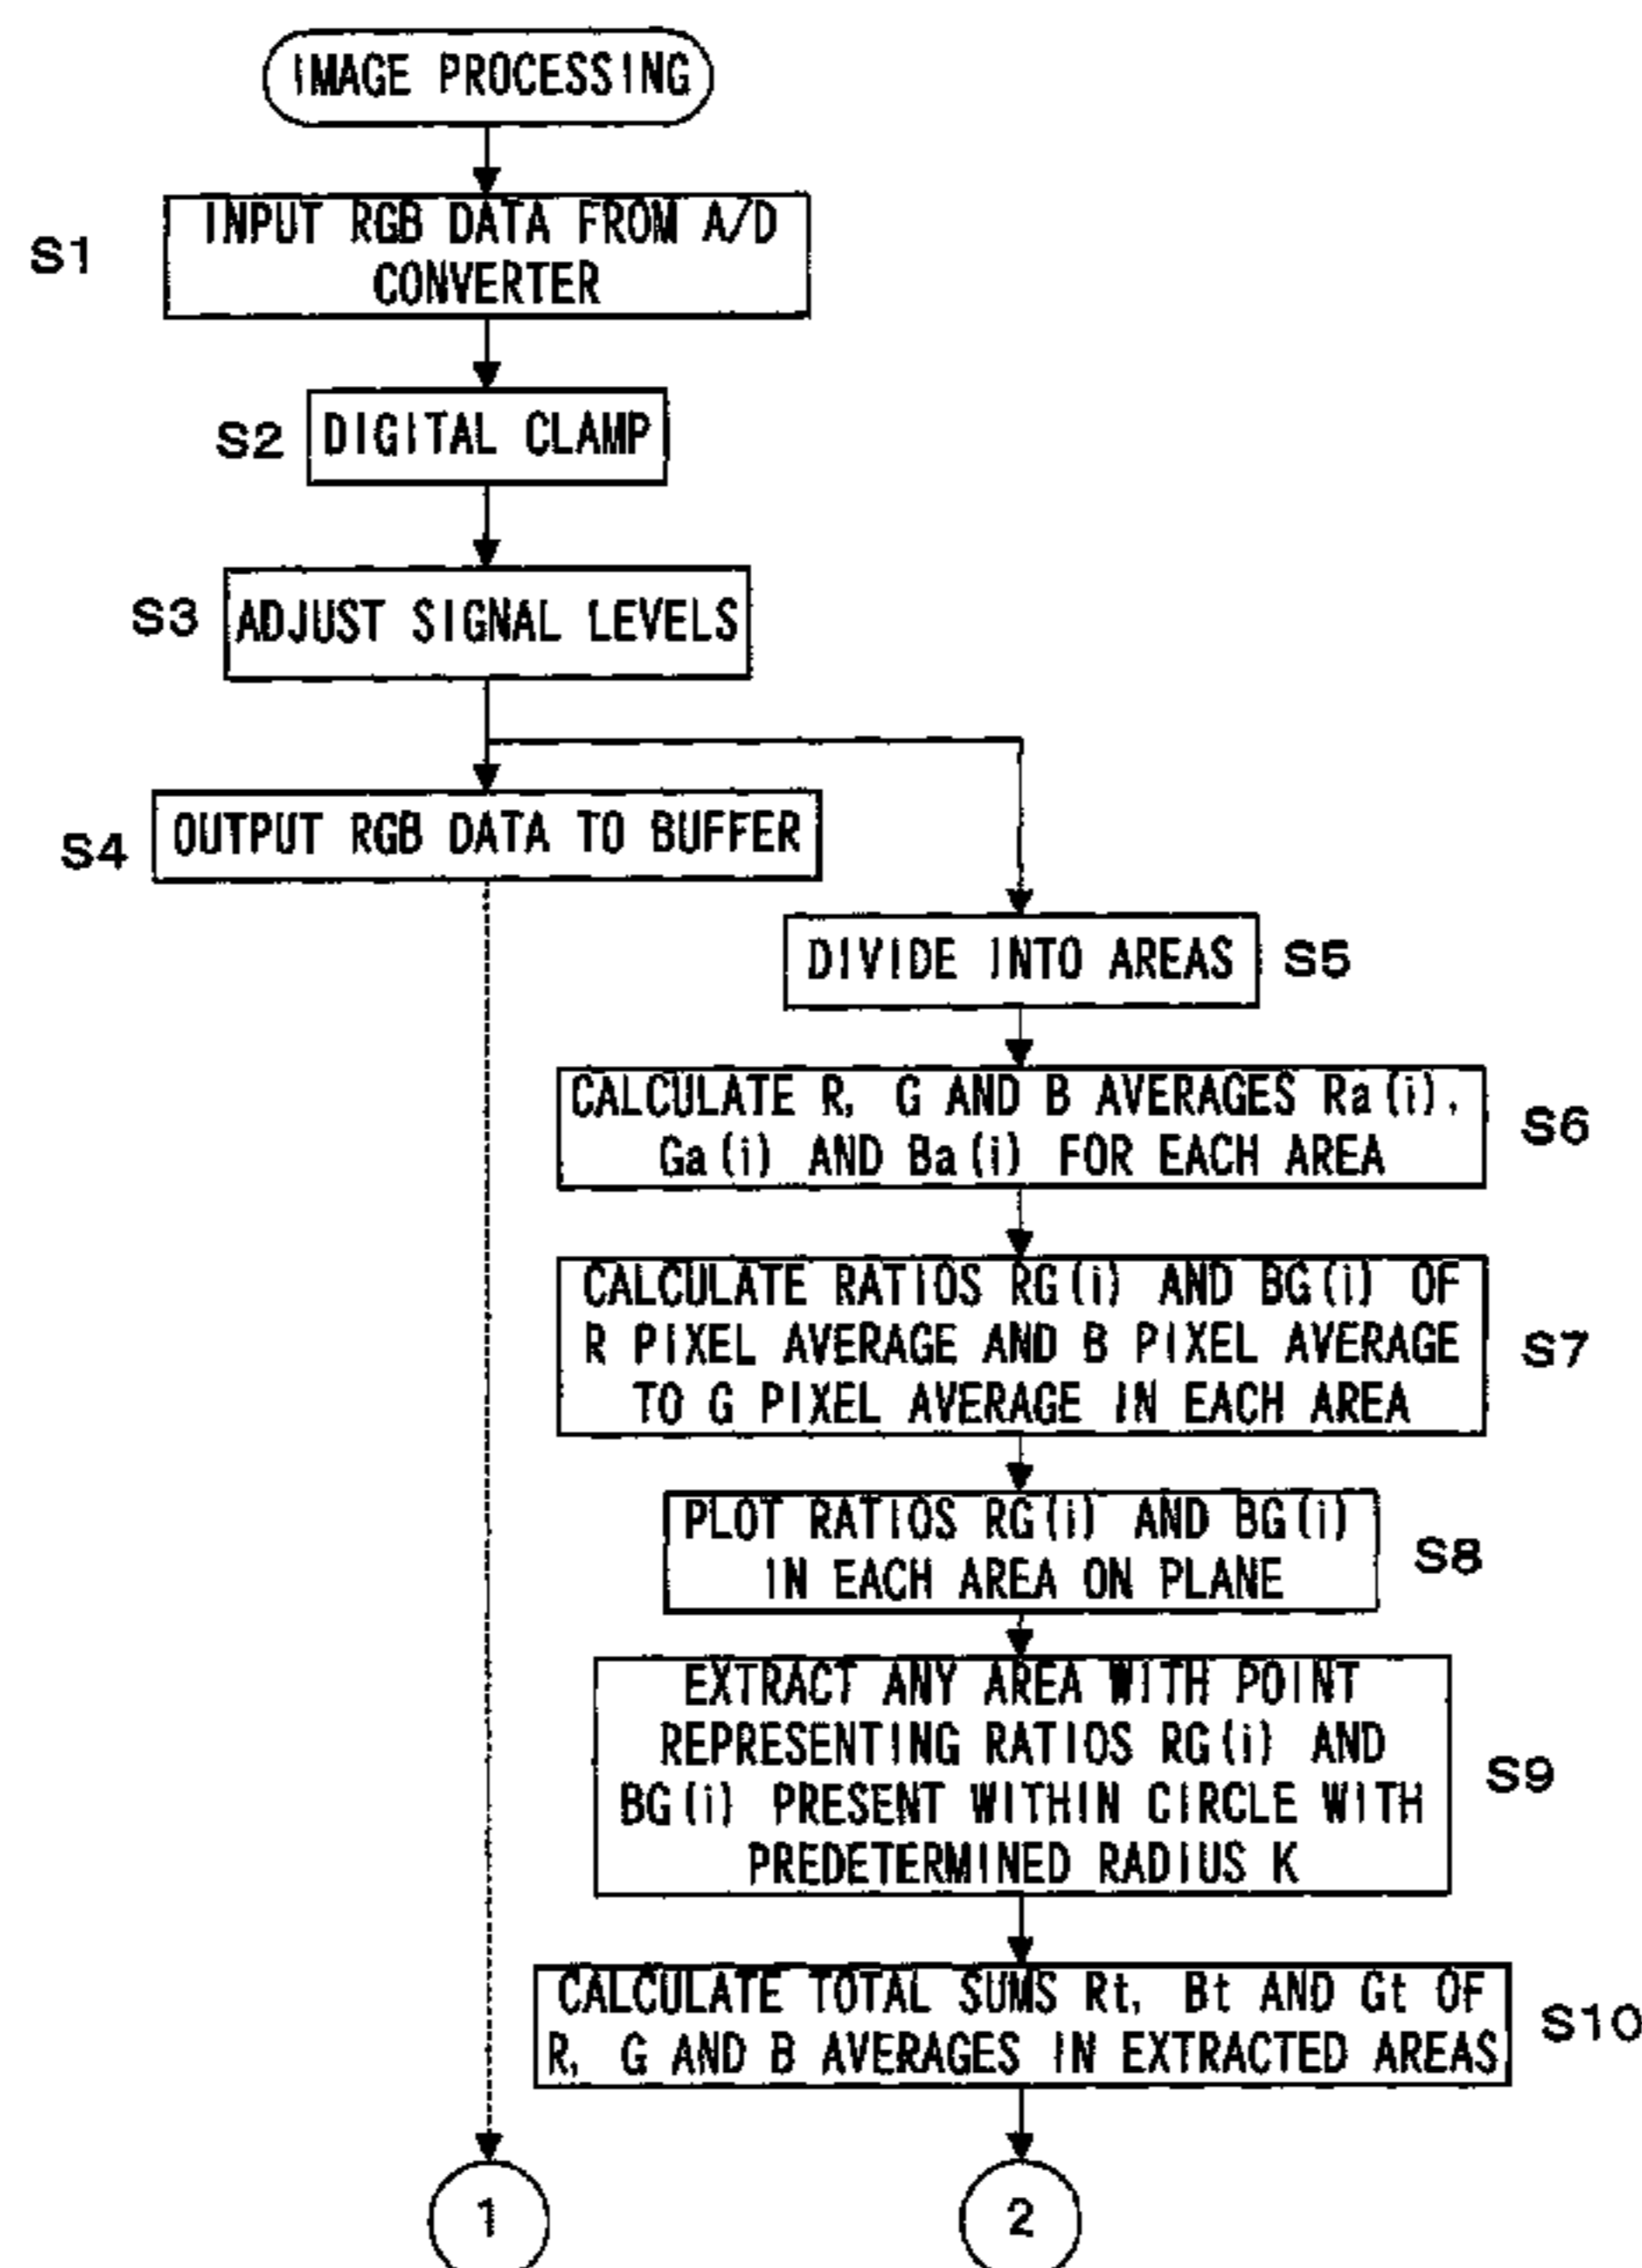 IMAGE PROCESSING
S1
INPUT RGB DATA FROM A/D
CONVERTER
S2
DIGITAL CLAMP
S3
ADJUST SIGNAL LEVELS
S4
OUTPUT RGB DATA TO BUFFER
DIVIDE INTO AREAS
S5
CALCULATE R, G AND B AVERAGES Ra(i),
Ga(i) AND Ba(i) FOR EACH AREA
S6
CALCULATE RATIOS RG(i) AND BG(i) OF
R PIXEL AVERAGE AND B PIXEL AVERAGE
TO G PIXEL AVERAGE IN EACH AREA
S7
PLOT RATIOS RG(i) AND BG(i)
IN EACH AREA ON PLANE
S8
EXTRACT ANY AREA WITH POINT
REPRESENTING RATIOS RG(i) AND
BG(i) PRESENT WITHIN CIRCLE WITH
PREDETERMINED RADIUS K
S9
CALCULATE TOTAL SUMS Rt, Bt AND Gt OF
R, G AND B AVERAGES IN EXTRACTED AREAS
S10
1
2